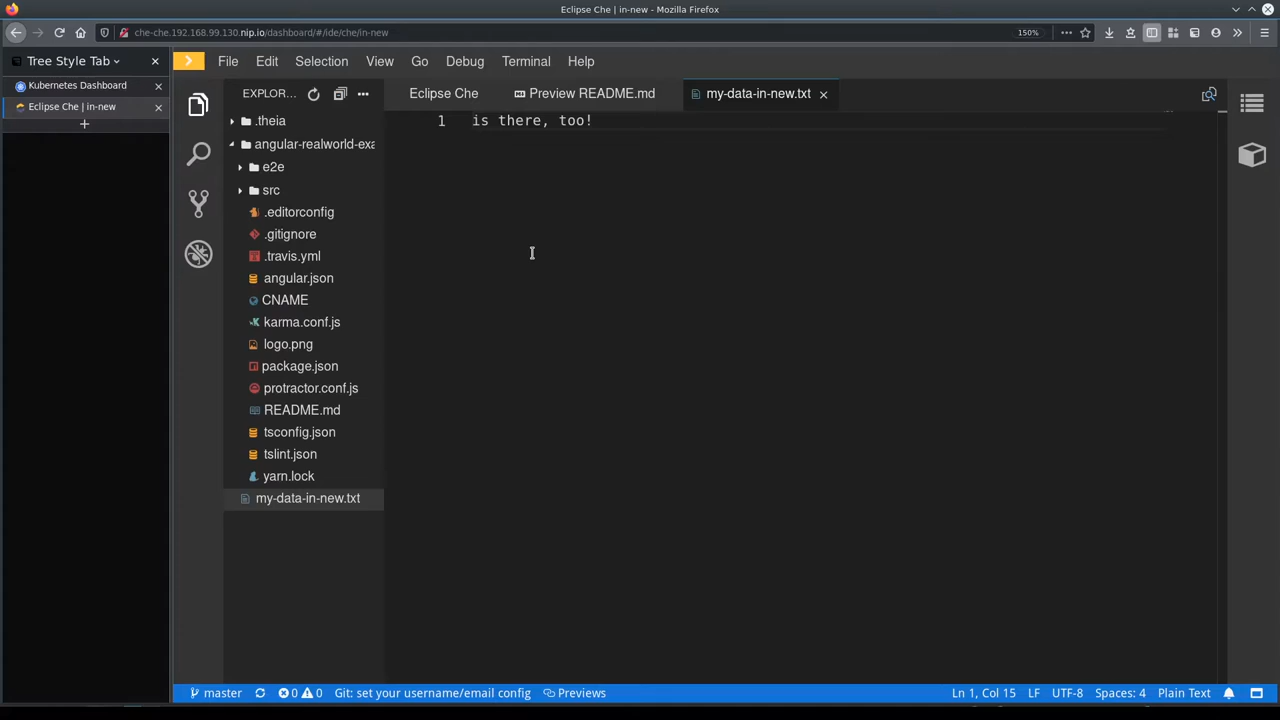 Eclipse Che | in-new - Mozilla Firefox
che-che.192.168.99.130.nip.io/dashboard/#/ide/che/in-new
150%
Tree Style Tab
Kubernetes Dashboard
Eclipse Che | in-new
File Edit Selection View Go Debug Terminal Help
EXPLOR...
Eclipse Che
Preview README.md
my-data-in-new.txt
1 is there, too!
.theia
angular-realworld-exa
e2e
src
.editorconfig
.gitignore
.travis.yml
angular.json
CNAME
karma.conf.js
logo.png
package.json
protractor.conf.js
README.md
tsconfig.json
tslint.json
yarn.lock
my-data-in-new.txt
master 0 0 Git: set your username/email config Previews Ln 1, Col 15 LF UTF-8 Spaces: 4 Plain Text